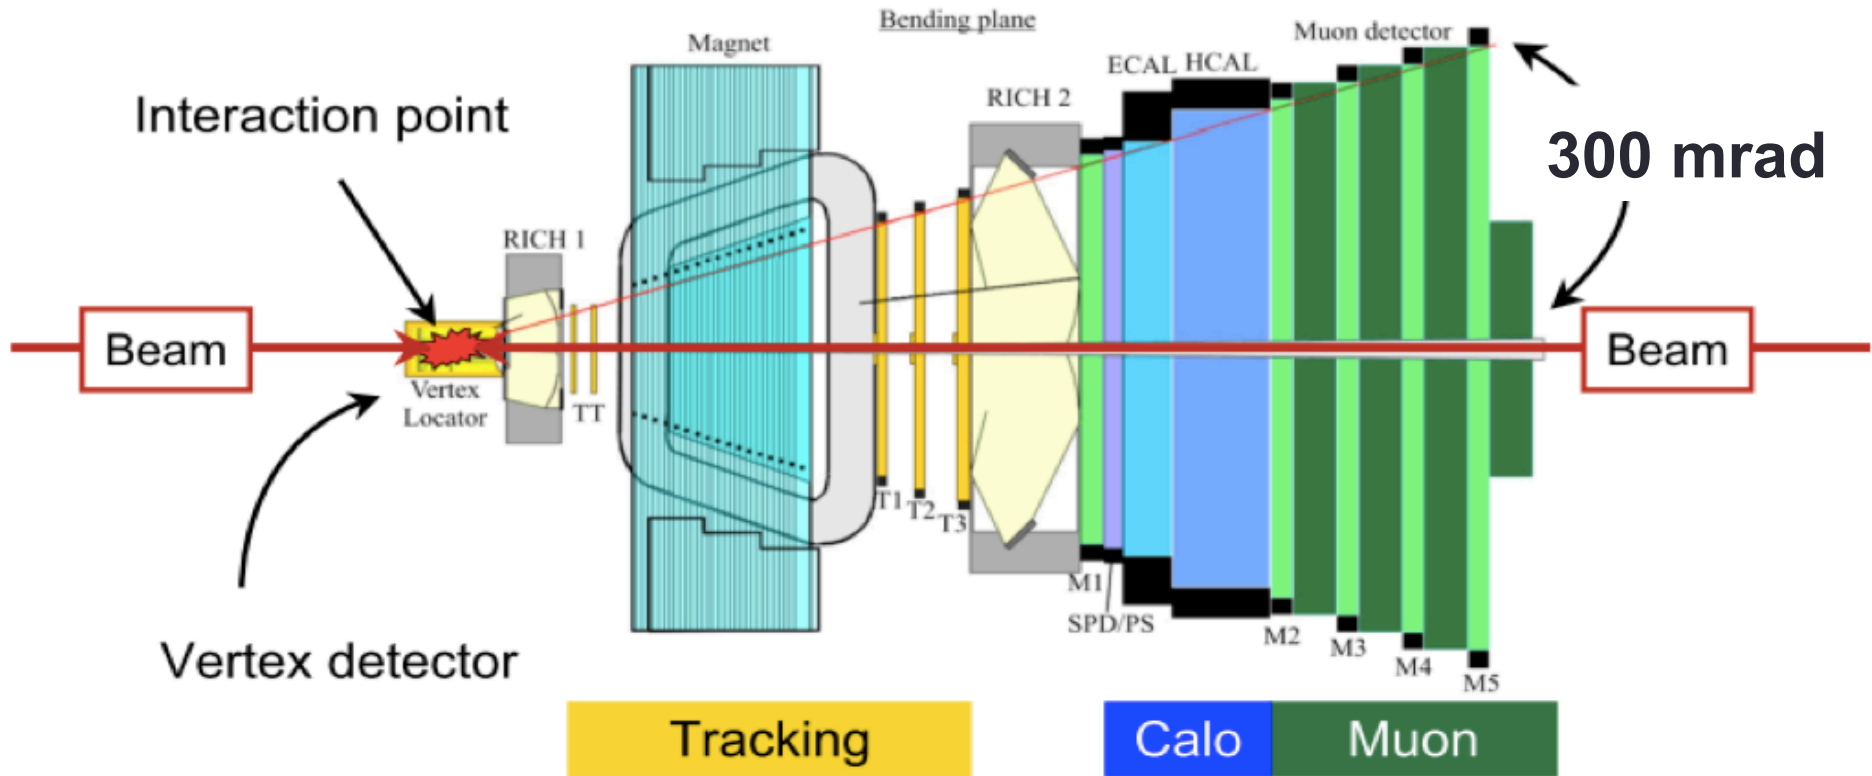 Bending plane
Magnet
Muon detector
ECAL HCAL
RICH 2
Interaction point
300 mrad
RICH 1
Beam
Beam
Vertex
Locator
TT
T1
T2
T3
M1
SPD/PS
M2
M3
M4
M5
Vertex detector
Tracking
Calo
Muon